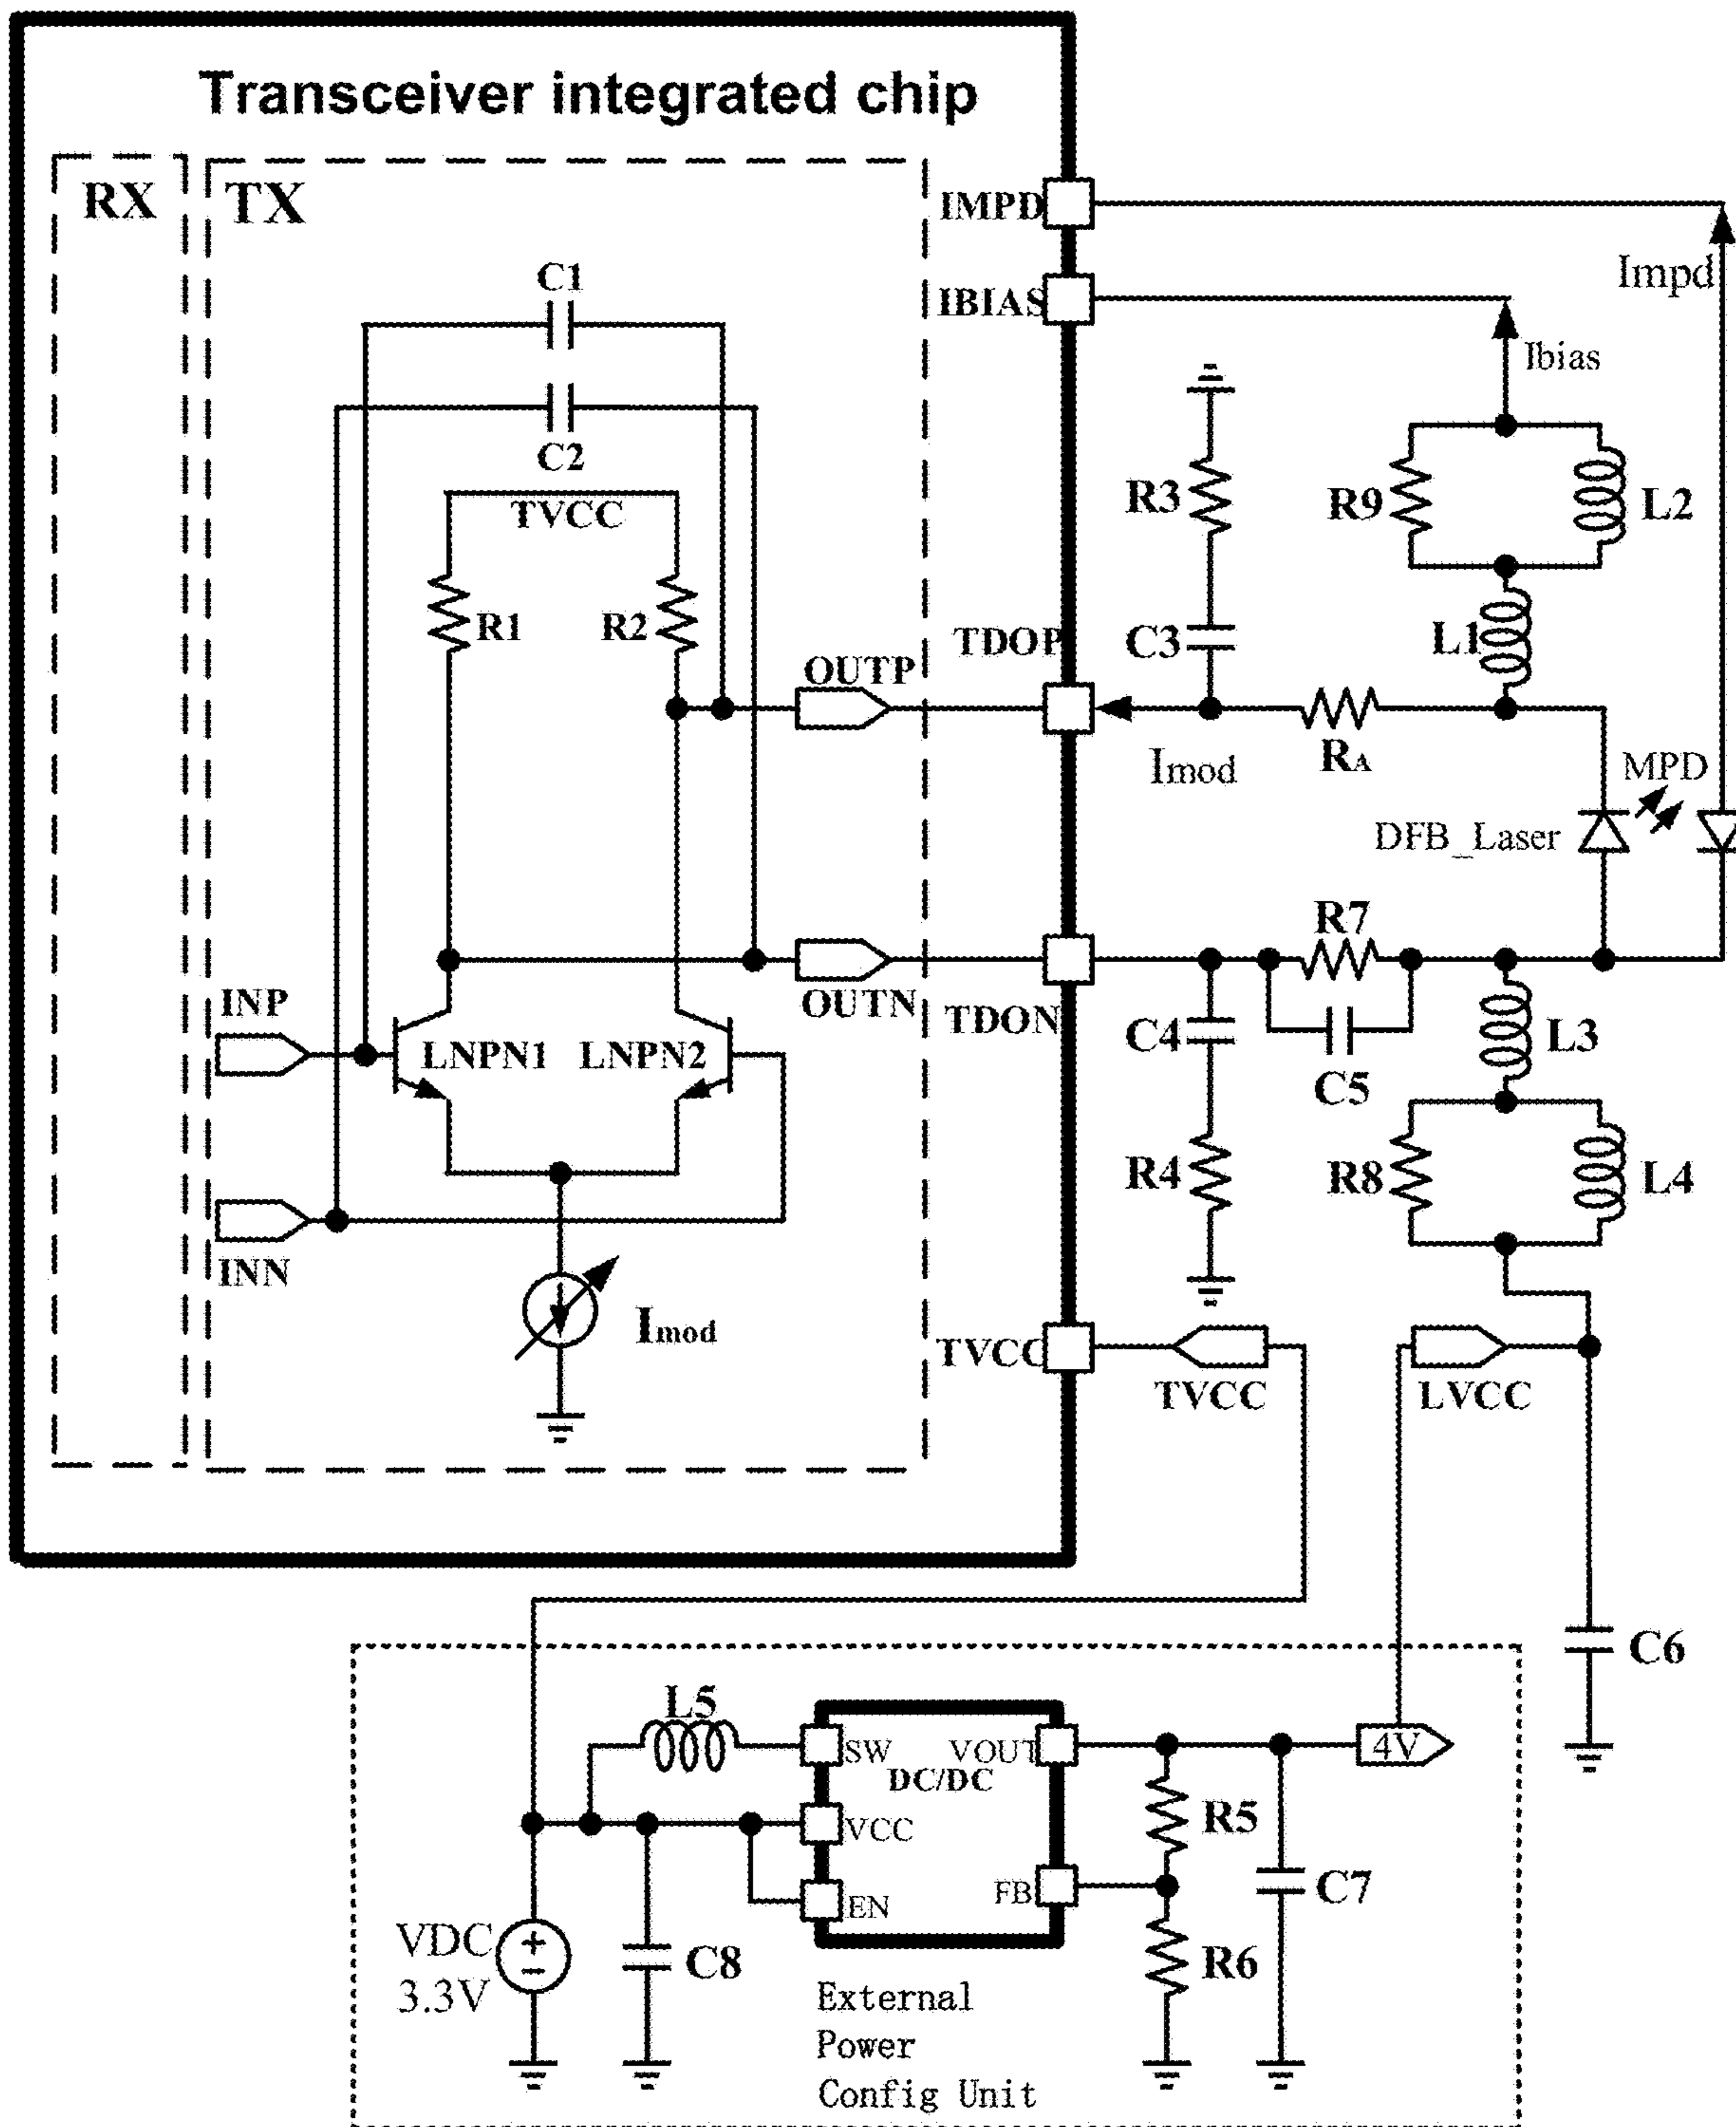 Transceiver integrated chip
RX
TX
IMPD
IBIAS
Impd
Ibias
C1
C2
TVCC
R1
R2
R3
R9
L2
C3
L1
TDOP
OUTP
Imod
RA
MPD
DFB_Laser
R7
OUTN
TDON
INP
LNPN1
LNPN2
C4
C5
L3
R4
R8
L4
INN
Imod
TVCC
TVCC
LVCC
C6
L5
SW
VOUT
DC/DC
4V
VCC
R5
EN
FB
C7
VDC
3.3V
+
−
C8
R6
External
Power
Config Unit